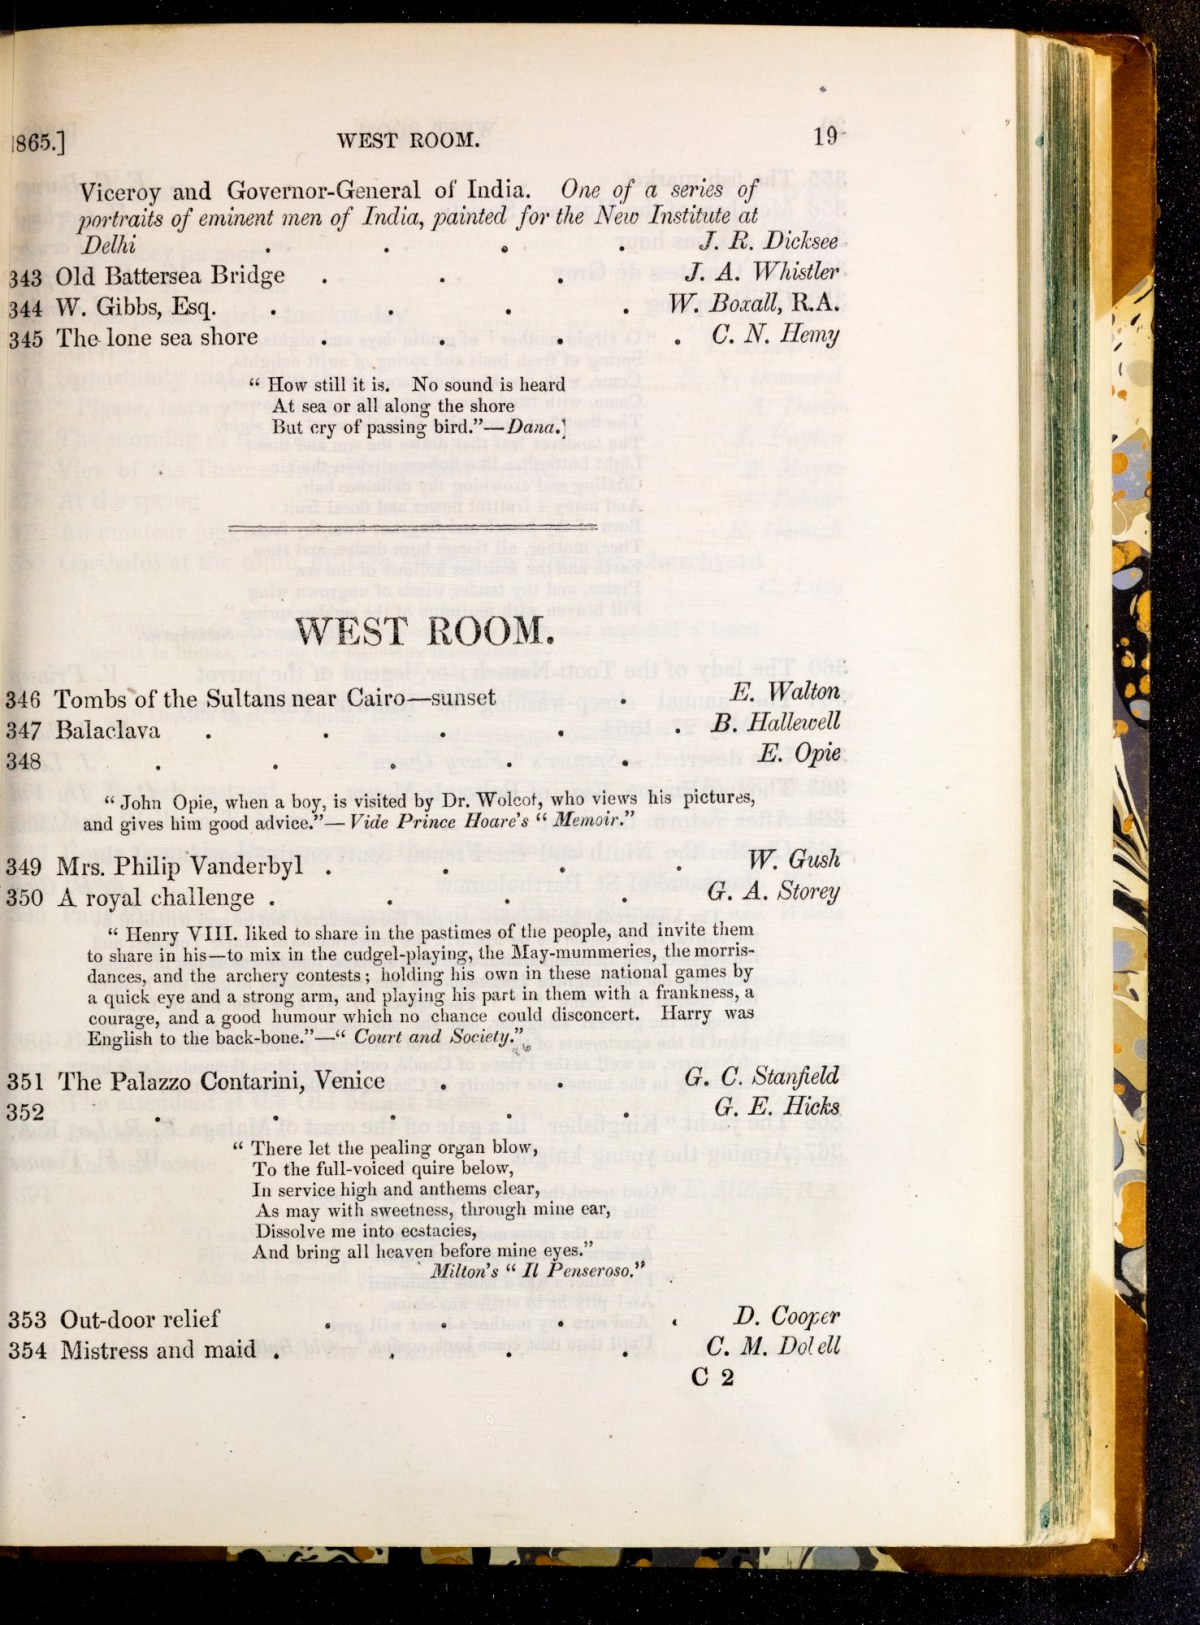 1865.] WEST ROOM. 19
Viceroy and Governor-General of India. One of a series of
portraits of eminent men of India, painted for the New Institute at
Delhi . . . . J. R. Dicksee
343 Old Battersea Bridge . . . J. A. Whistler
344 W. Gibbs, Esq. . . . . W. Boxall, R.A.
345 The lone sea shore . . . . C. N. Hemy
“ How still it is. No sound is heard
At sea or all along the shore
But cry of passing bird.”—Dana.]
WEST ROOM.
346 Tombs of the Sultans near Cairo—sunset . E. Walton
347 Balaclava . . . . . B. Hallewell
348 . . . . . E. Opie
“ John Opie, when a boy, is visited by Dr. Wolcot, who views his pictures,
and gives him good advice.”—Vide Prince Hoare's “ Memoir.”
349 Mrs. Philip Vanderbyl . . . . W. Gush
350 A royal challenge . . . . G. A. Storey
“ Henry VIII. liked to share in the pastimes of the people, and invite them
to share in his—to mix in the cudgel-playing, the May-mummeries, the morris-
dances, and the archery contests ; holding his own in these national games by
a quick eye and a strong arm, and playing his part in them with a frankness, a
courage, and a good humour which no chance could disconcert. Harry was
English to the back-bone.”—“ Court and Society.”
351 The Palazzo Contarini, Venice . . G. C. Stanfield
352 . . . . . G. E. Hicks
“ There let the pealing organ blow,
To the full-voiced quire below,
In service high and anthems clear,
As may with sweetness, through mine ear,
Dissolve me into ecstacies,
And bring all heaven before mine eyes.”
Milton's “ Il Penseroso.”
353 Out-door relief . . . . D. Cooper
354 Mistress and maid . . . . C. M. Dolell
C 2